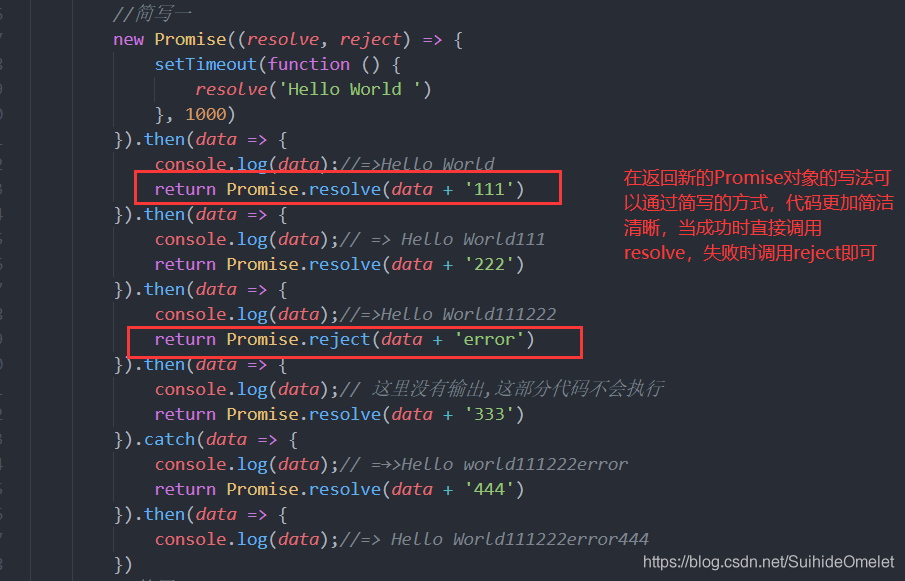 //简写一
new Promise((resolve, reject) => {
setTimeout(function () {
resolve('Hello World ')
}, 1000)
}).then(data => {
console.log(data);//=>Hello World
return Promise.resolve(data + '111')
}).then(data => {
console.log(data);// => Hello World111
return Promise.resolve(data + '222')
}).then(data => {
console.log(data);//=>Hello World111222
return Promise.reject(data + 'error')
}).then(data => {
console.log(data);// 这里没有输出,这部分代码不会执行
return Promise.resolve(data + '333')
}).catch(data => {
console.log(data);// =->>Hello world111222error
return Promise.resolve(data + '444')
}).then(data => {
console.log(data);//=> Hello World111222error444
})
在返回新的Promise对象的写法可
以通过简写的方式，代码更加简洁
清晰，当成功时直接调用
resolve，失败时调用reject即可
https://blog.csdn.net/SuihideOmelet